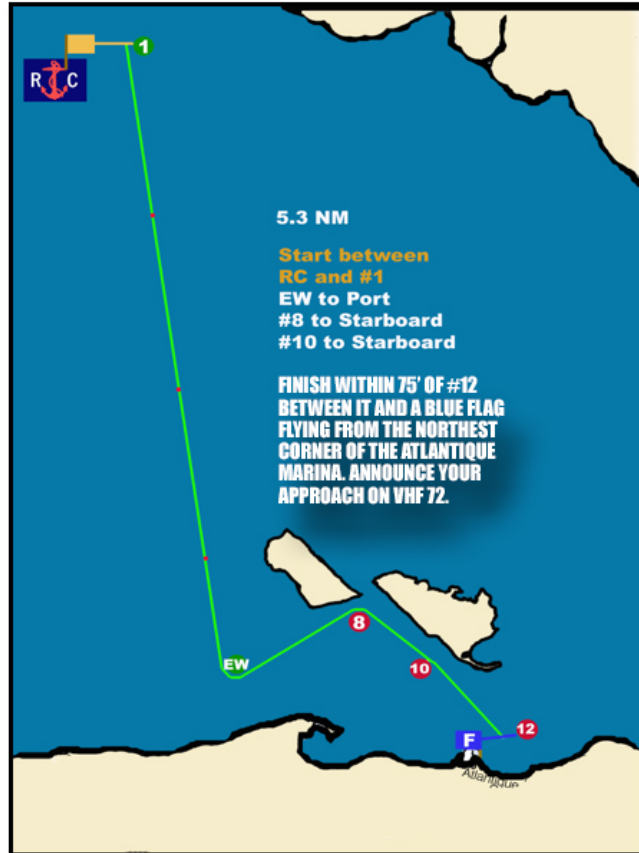 1
R C
5.3 NM
Start between
RC and #1
EW to Port
#8 to Starboard
#10 to Starboard
FINISH WITHIN 75' OF #12
BETWEEN IT AND A BLUE FLAG
FLYING FROM THE NORTHEST
CORNER OF THE ATLANTIQUE
MARINA. ANNOUNCE YOUR
APPROACH ON VHF 72.
8
EW
10
12
F